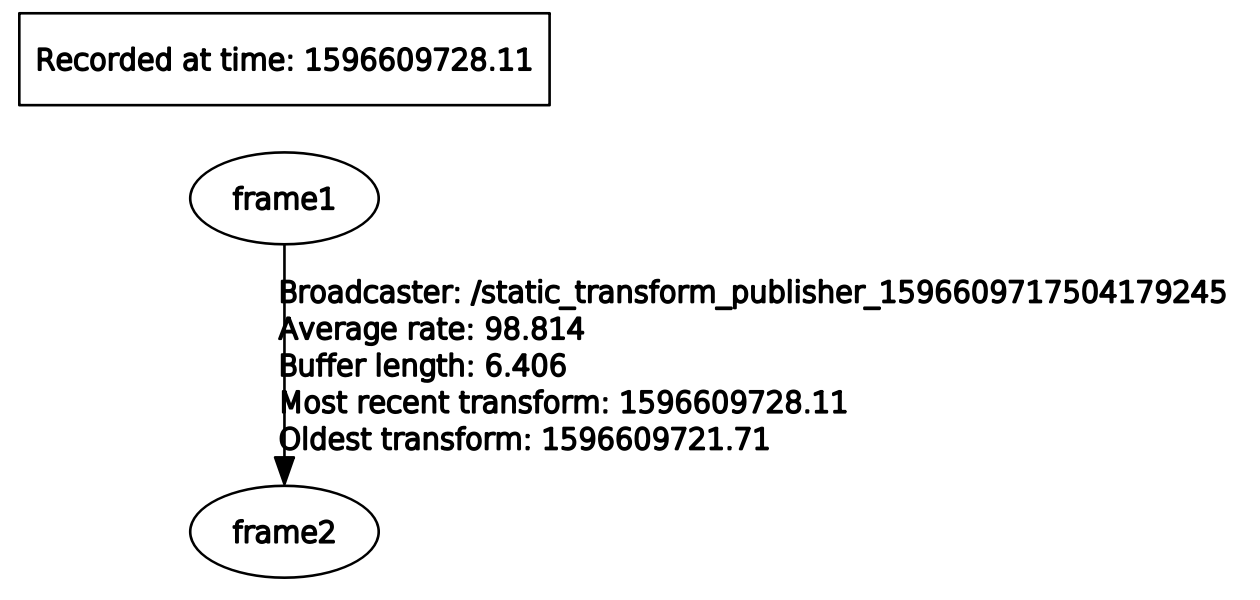 Recorded at time: 1596609728.11
frame1
Broadcaster: /static_transform_publisher_1596609717504179245
Average rate: 98.814
Buffer length: 6.406
Most recent transform: 1596609728.11
Oldest transform: 1596609721.71
frame2